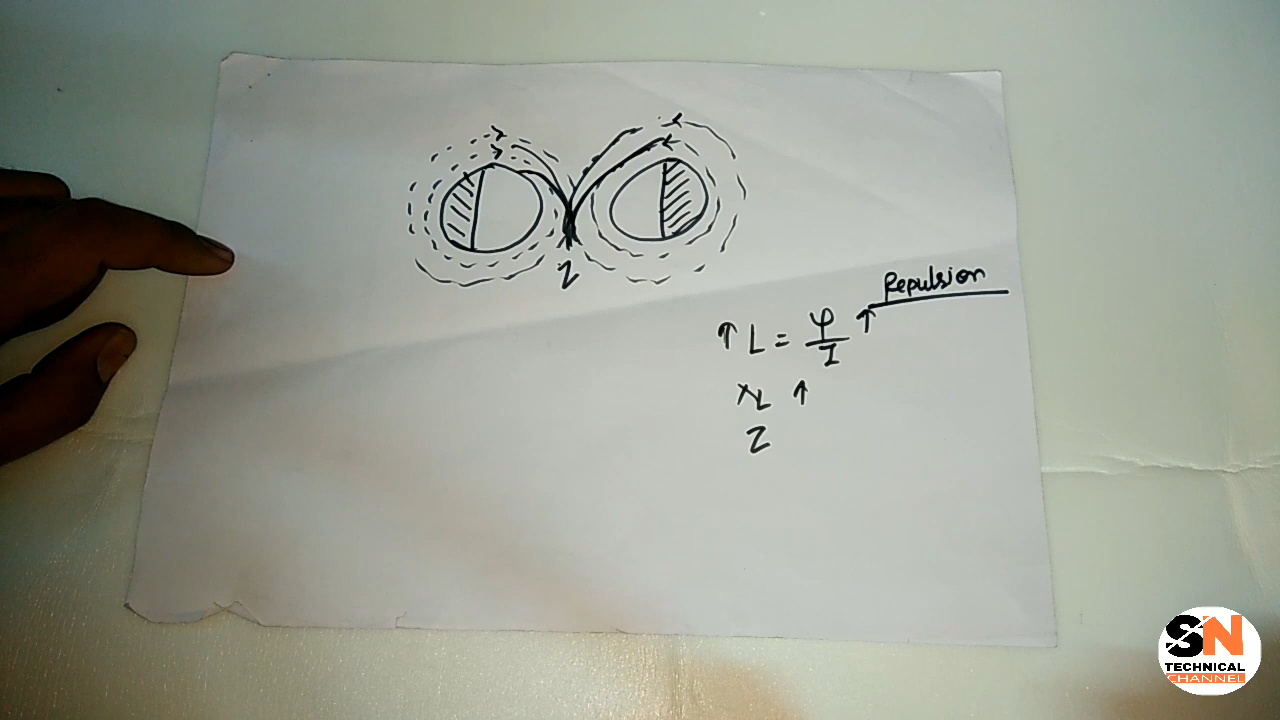 Z
Repulsion
↑ L = φ/I ↑
XL ↑
Z
SN
TECHNICAL
CHANNEL